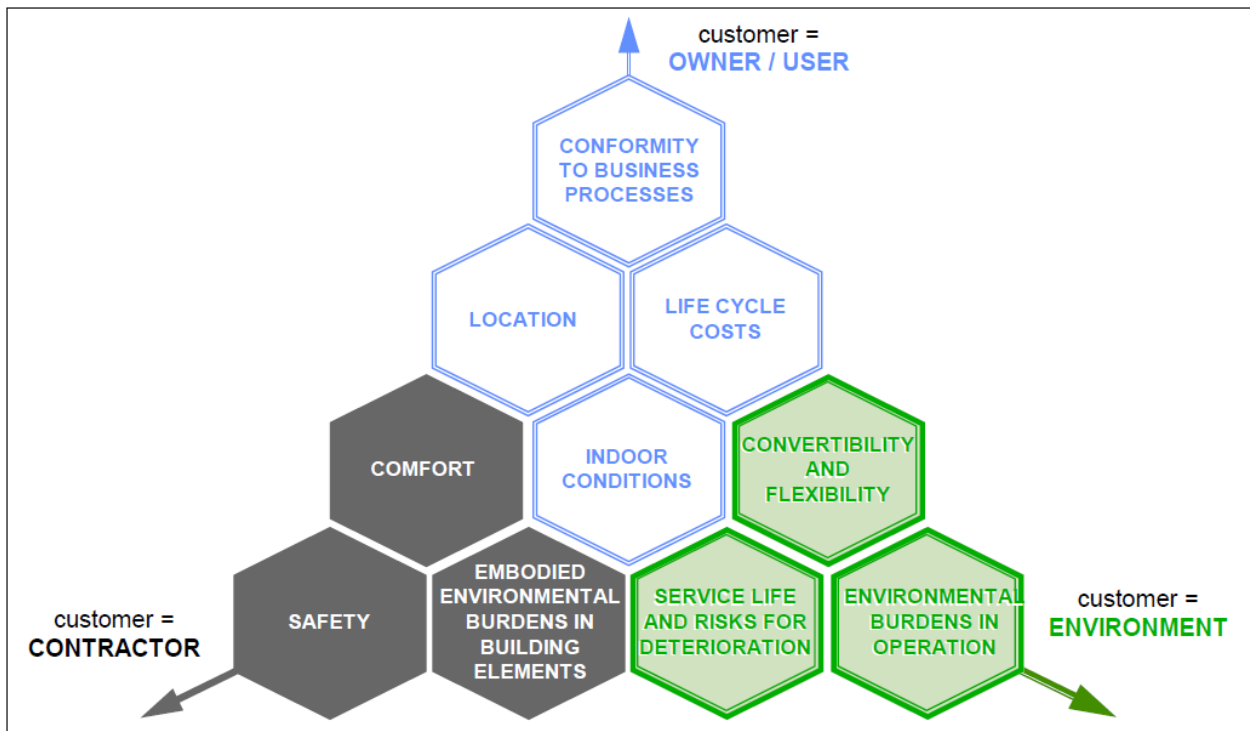 customer =
OWNER / USER
CONFORMITY
TO BUSINESS
PROCESSES
LOCATION
LIFE CYCLE
COSTS
COMFORT
INDOOR
CONDITIONS
CONVERTIBILITY
AND
FLEXIBILITY
customer =
CONTRACTOR
SAFETY
EMBODIED
ENVIRONMENTAL
BURDENS IN
BUILDING
ELEMENTS
SERVICE LIFE
AND RISKS FOR
DETERIORATION
ENVIRONMENTAL
BURDENS IN
OPERATION
customer =
ENVIRONMENT